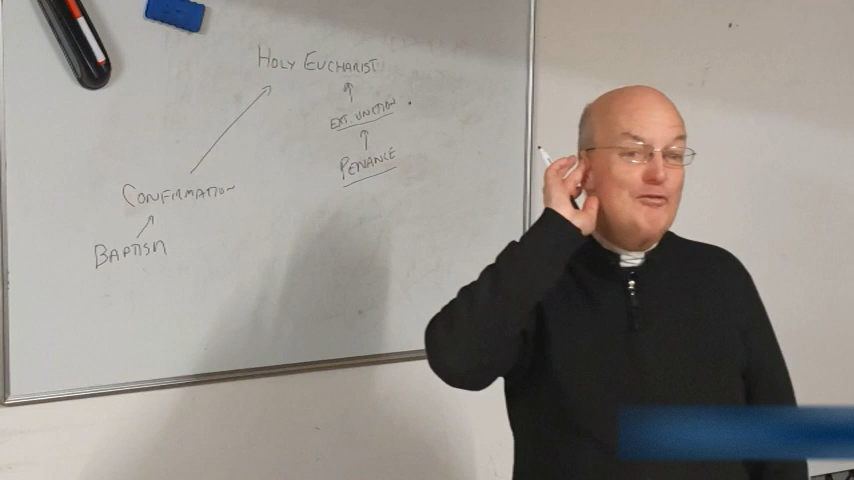 HOLY EUCHARIST
EXT. UNCTION
PENANCE
CONFIRMATION
BAPTISM